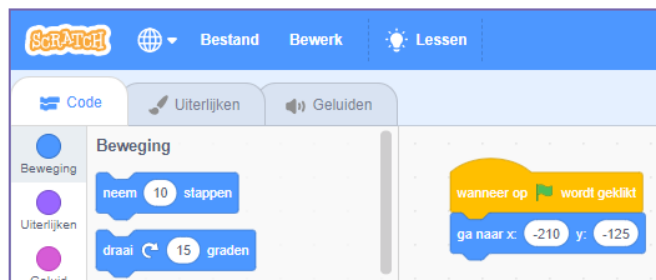 SCRATCH Bestand Bewerk Lessen
Code Uiterlijken Geluiden
Beweging
Beweging
neem 10 stappen
Uiterlijken
draai 15 graden
Geluid
wanneer op wordt geklikt
ga naar x: -210 y: -125